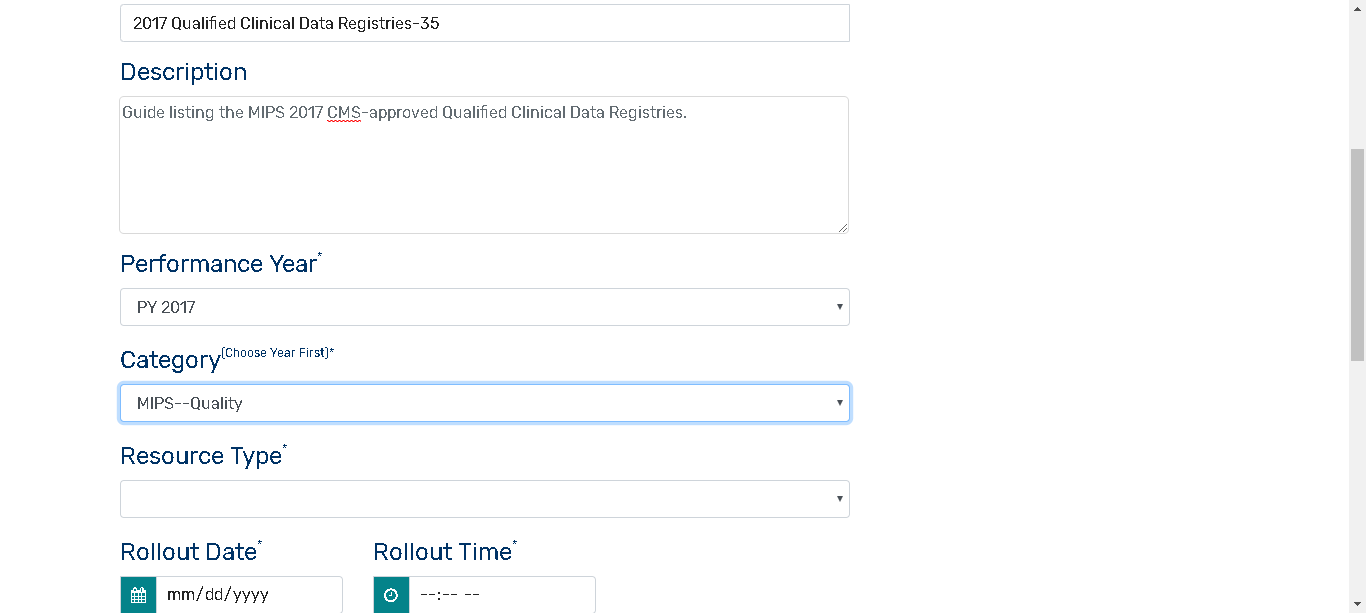 2017 Qualified Clinical Data Registries-35
Description
Guide listing the MIPS 2017 CMS-approved Qualified Clinical Data Registries.
Performance Year*
PY 2017
Category(Choose Year First)*
MIPS--Quality
Resource Type*
Rollout Date* Rollout Time*
mm/dd/yyyy --:-- --